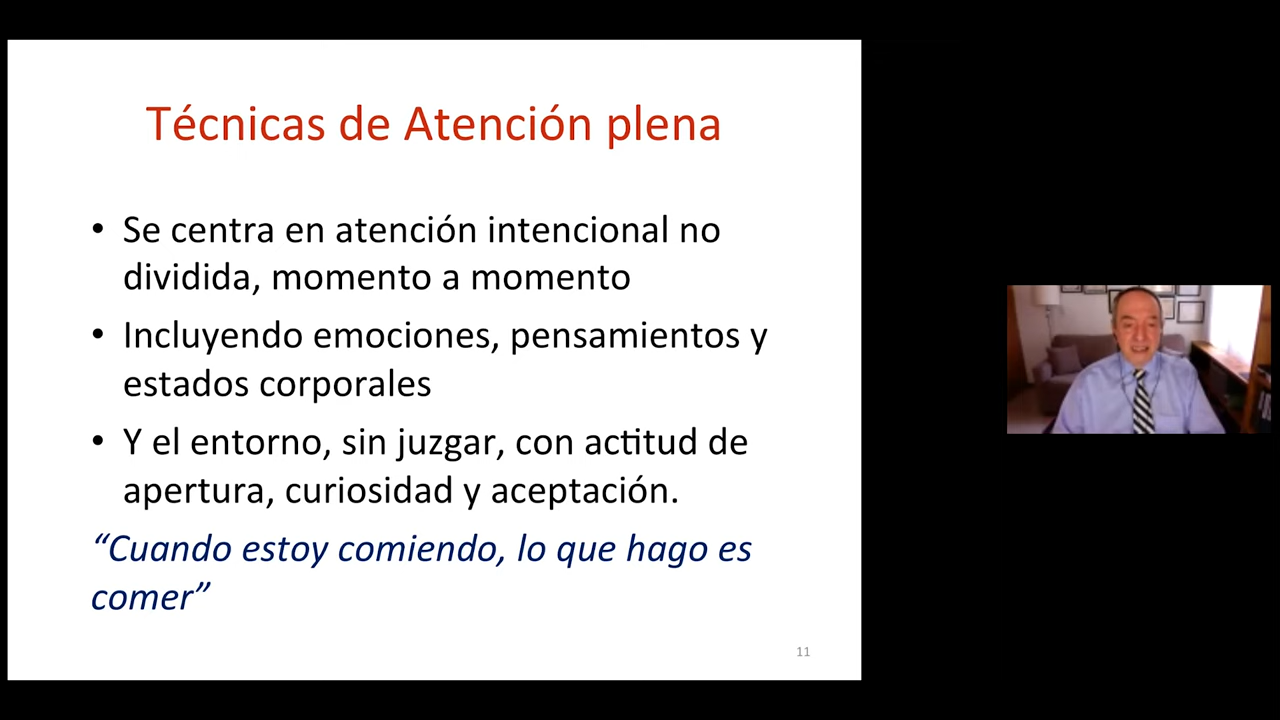 Técnicas de Atención plena
• Se centra en atención intencional no
dividida, momento a momento
• Incluyendo emociones, pensamientos y
estados corporales
• Y el entorno, sin juzgar, con actitud de
apertura, curiosidad y aceptación.
“Cuando estoy comiendo, lo que hago es
comer”
11